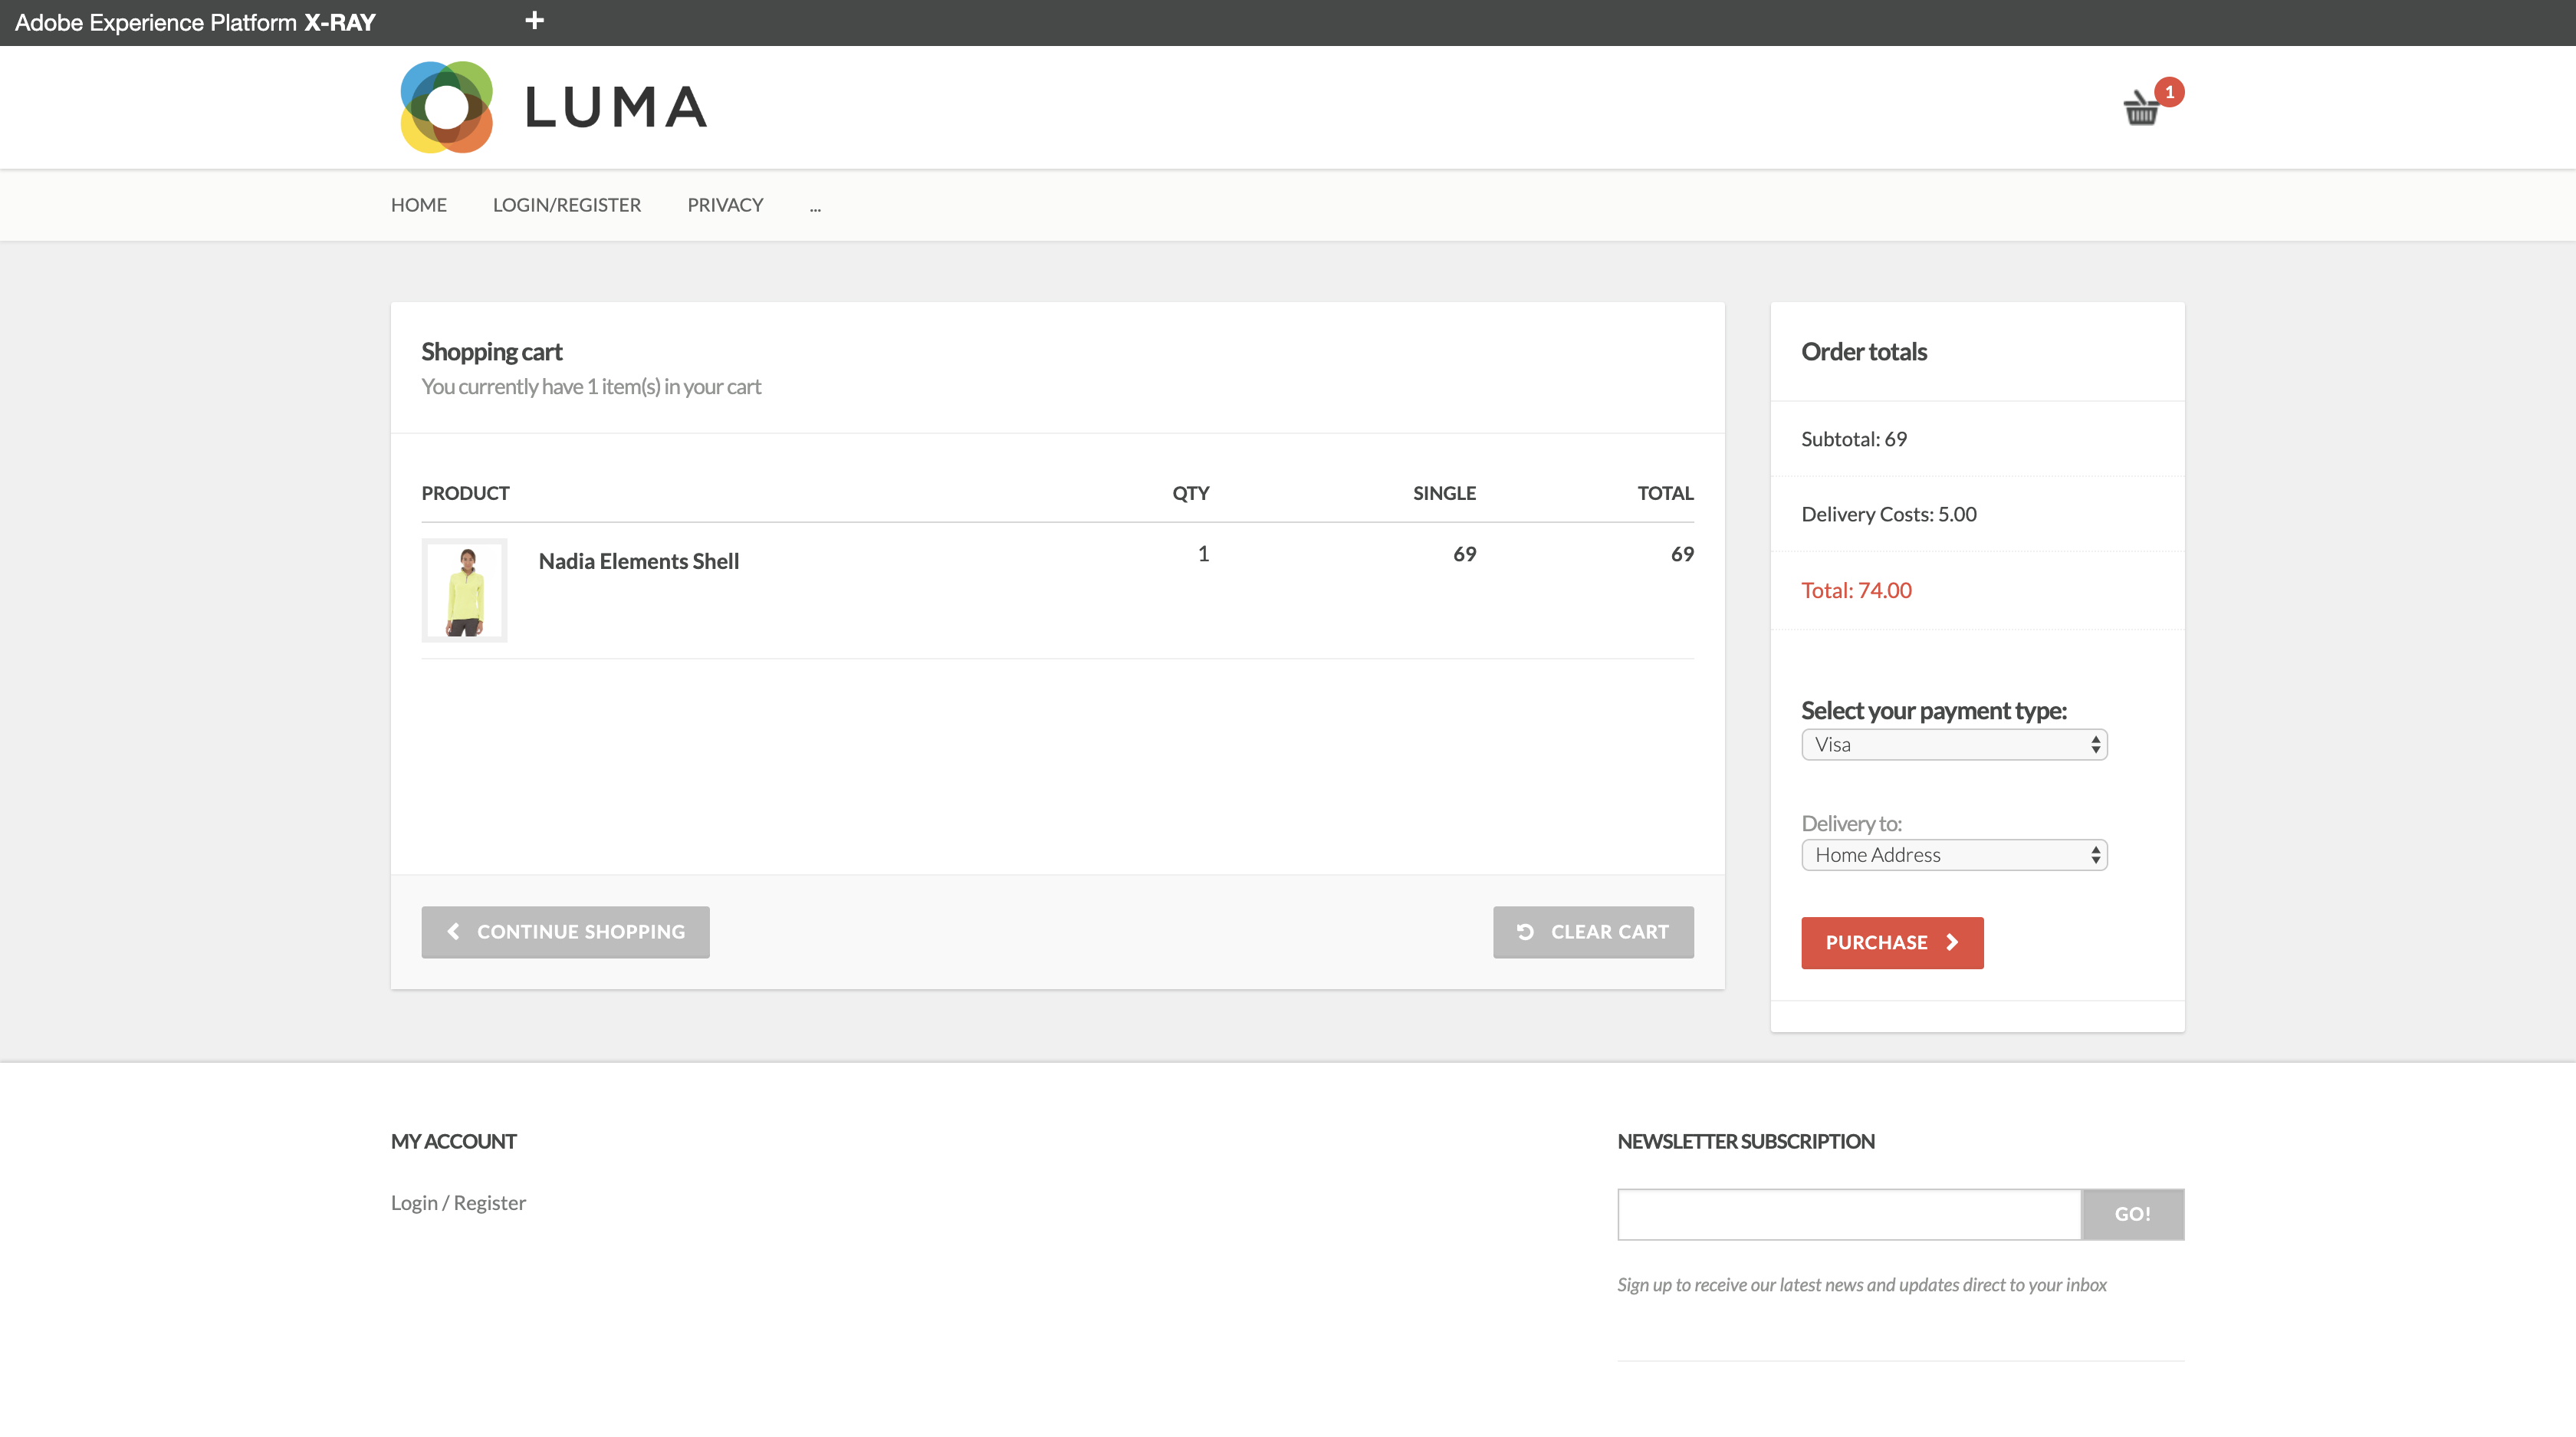 Adobe Experience Platform X-RAY
+
LUMA
1
HOME LOGIN/REGISTER PRIVACY ...
Shopping cart
You currently have 1 item(s) in your cart
PRODUCT QTY SINGLE TOTAL
Nadia Elements Shell 1 69 69
CONTINUE SHOPPING CLEAR CART
Order totals
Subtotal: 69
Delivery Costs: 5.00
Total: 74.00
Select your payment type:
Visa
Delivery to:
Home Address
PURCHASE
MY ACCOUNT
Login / Register
NEWSLETTER SUBSCRIPTION
GO!
Sign up to receive our latest news and updates direct to your inbox